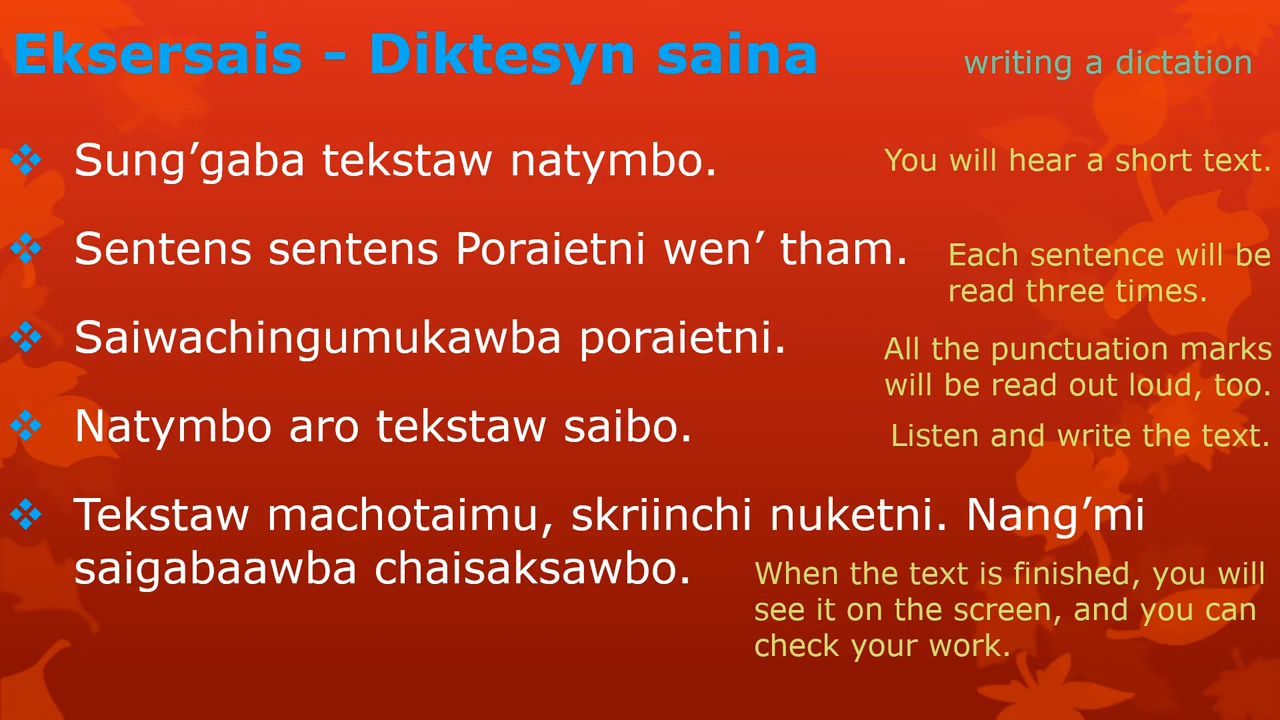 Eksersais - Diktesyn saina
writing a dictation
Sung’gaba tekstaw natymbo.
You will hear a short text.
Sentens sentens Poraietni wen’ tham.
Each sentence will be
read three times.
Saiwachingumukawba poraietni.
All the punctuation marks
will be read out loud, too.
Natymbo aro tekstaw saibo.
Listen and write the text.
Tekstaw machotaimu, skriinchi nuketni. Nang’mi
saigabaawba chaisaksawbo.
When the text is finished, you will
see it on the screen, and you can
check your work.